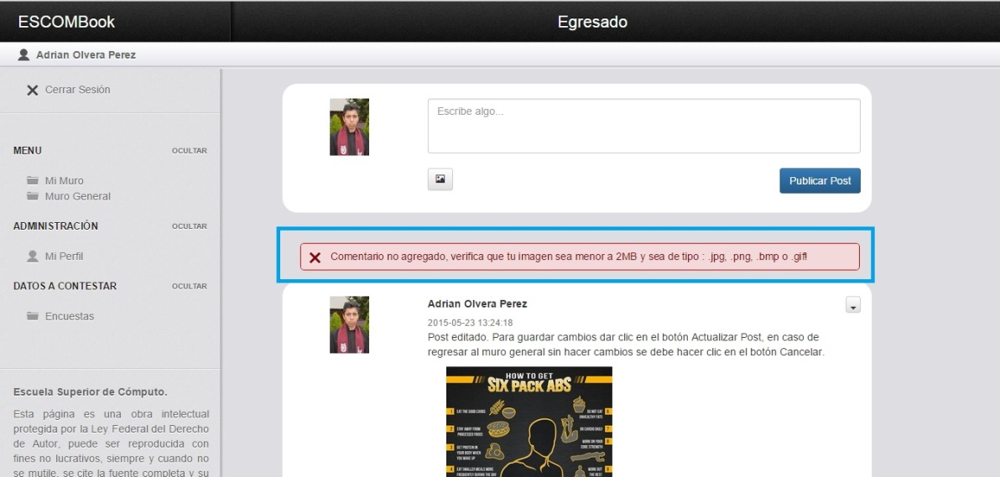 ESCOMBook
Egresado
Adrian Olvera Perez
Cerrar Sesión
MENU OCULTAR
Mi Muro
Muro General
ADMINISTRACIÓN OCULTAR
Mi Perfil
DATOS A CONTESTAR OCULTAR
Encuestas
Escuela Superior de Cómputo.
Esta página es una obra intelectual
protegida por la Ley Federal del Derecho
de Autor, puede ser reproducida con
fines no lucrativos, siempre y cuando no
se mutile, se cite la fuente completa y su
Escribe algo...
Publicar Post
Comentario no agregado, verifica que tu imagen sea menor a 2MB y sea de tipo : .jpg, .png, .bmp o .gif!
Adrian Olvera Perez
2015-05-23 13:24:18
Post editado. Para guardar cambios dar clic en el botón Actualizar Post, en caso de
regresar al muro general sin hacer cambios se debe hacer clic en el botón Cancelar.
HOW TO GET
SIX PACK ABS
1 EAT THE GOOD CARBS
2 STAY AWAY FROM
PROCESSED FOODS
3 GET PROTEIN IN
YOUR BODY WHEN
YOU WAKE UP
4 EAT SMALLER MEALS MORE
FREQUENTLY DURING THE DAY
DO NOT EAT
UNHEALTHY FATS
DO CARDIO DAILY
WORK ON YOUR
CORE STRENGTH
WORK OUT
THE REST